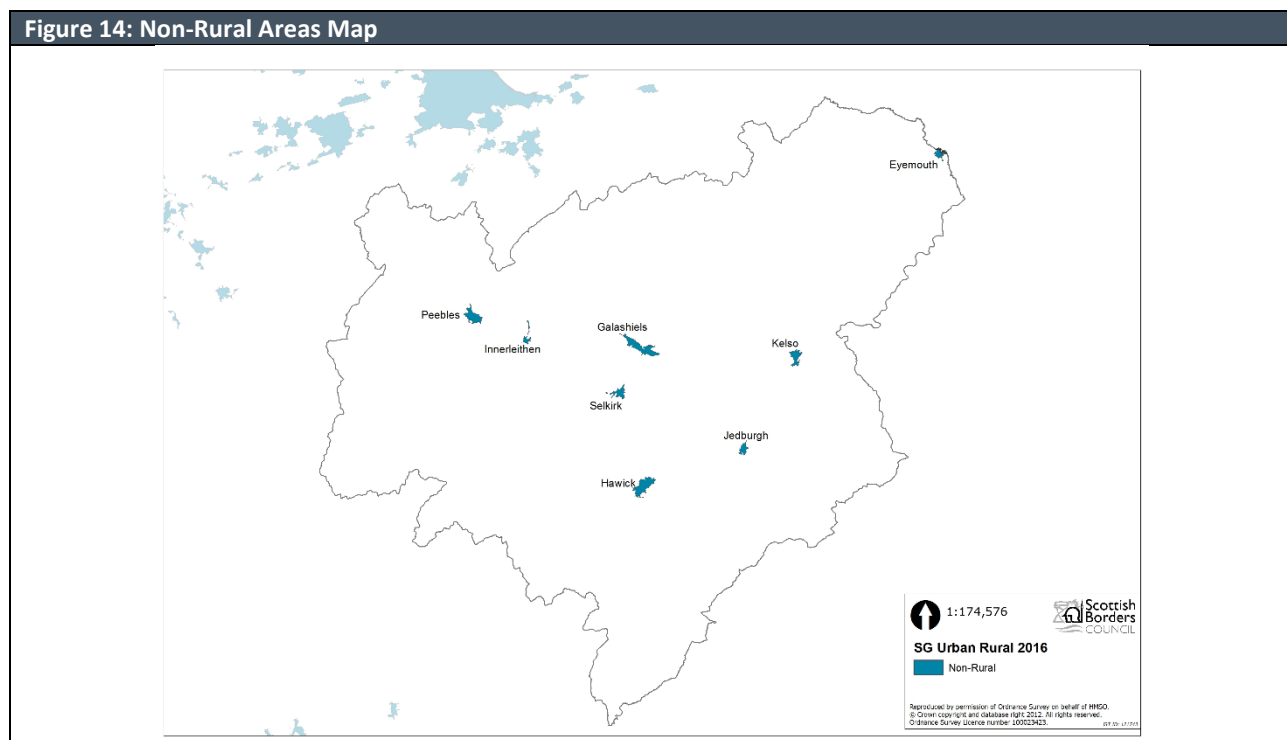 Figure 14: Non-Rural Areas Map
Eyemouth
Peebles
Innerleithen
Galashiels
Kelso
Selkirk
Jedburgh
Hawick
1:174,576
Scottish
Borders
COUNCIL
SG Urban Rural 2016
Non-Rural
Reproduced by permission of Ordnance Survey on behalf of HMSO.
© Crown copyright and database right 2012. All rights reserved.
Ordnance Survey Licence number 100023423.